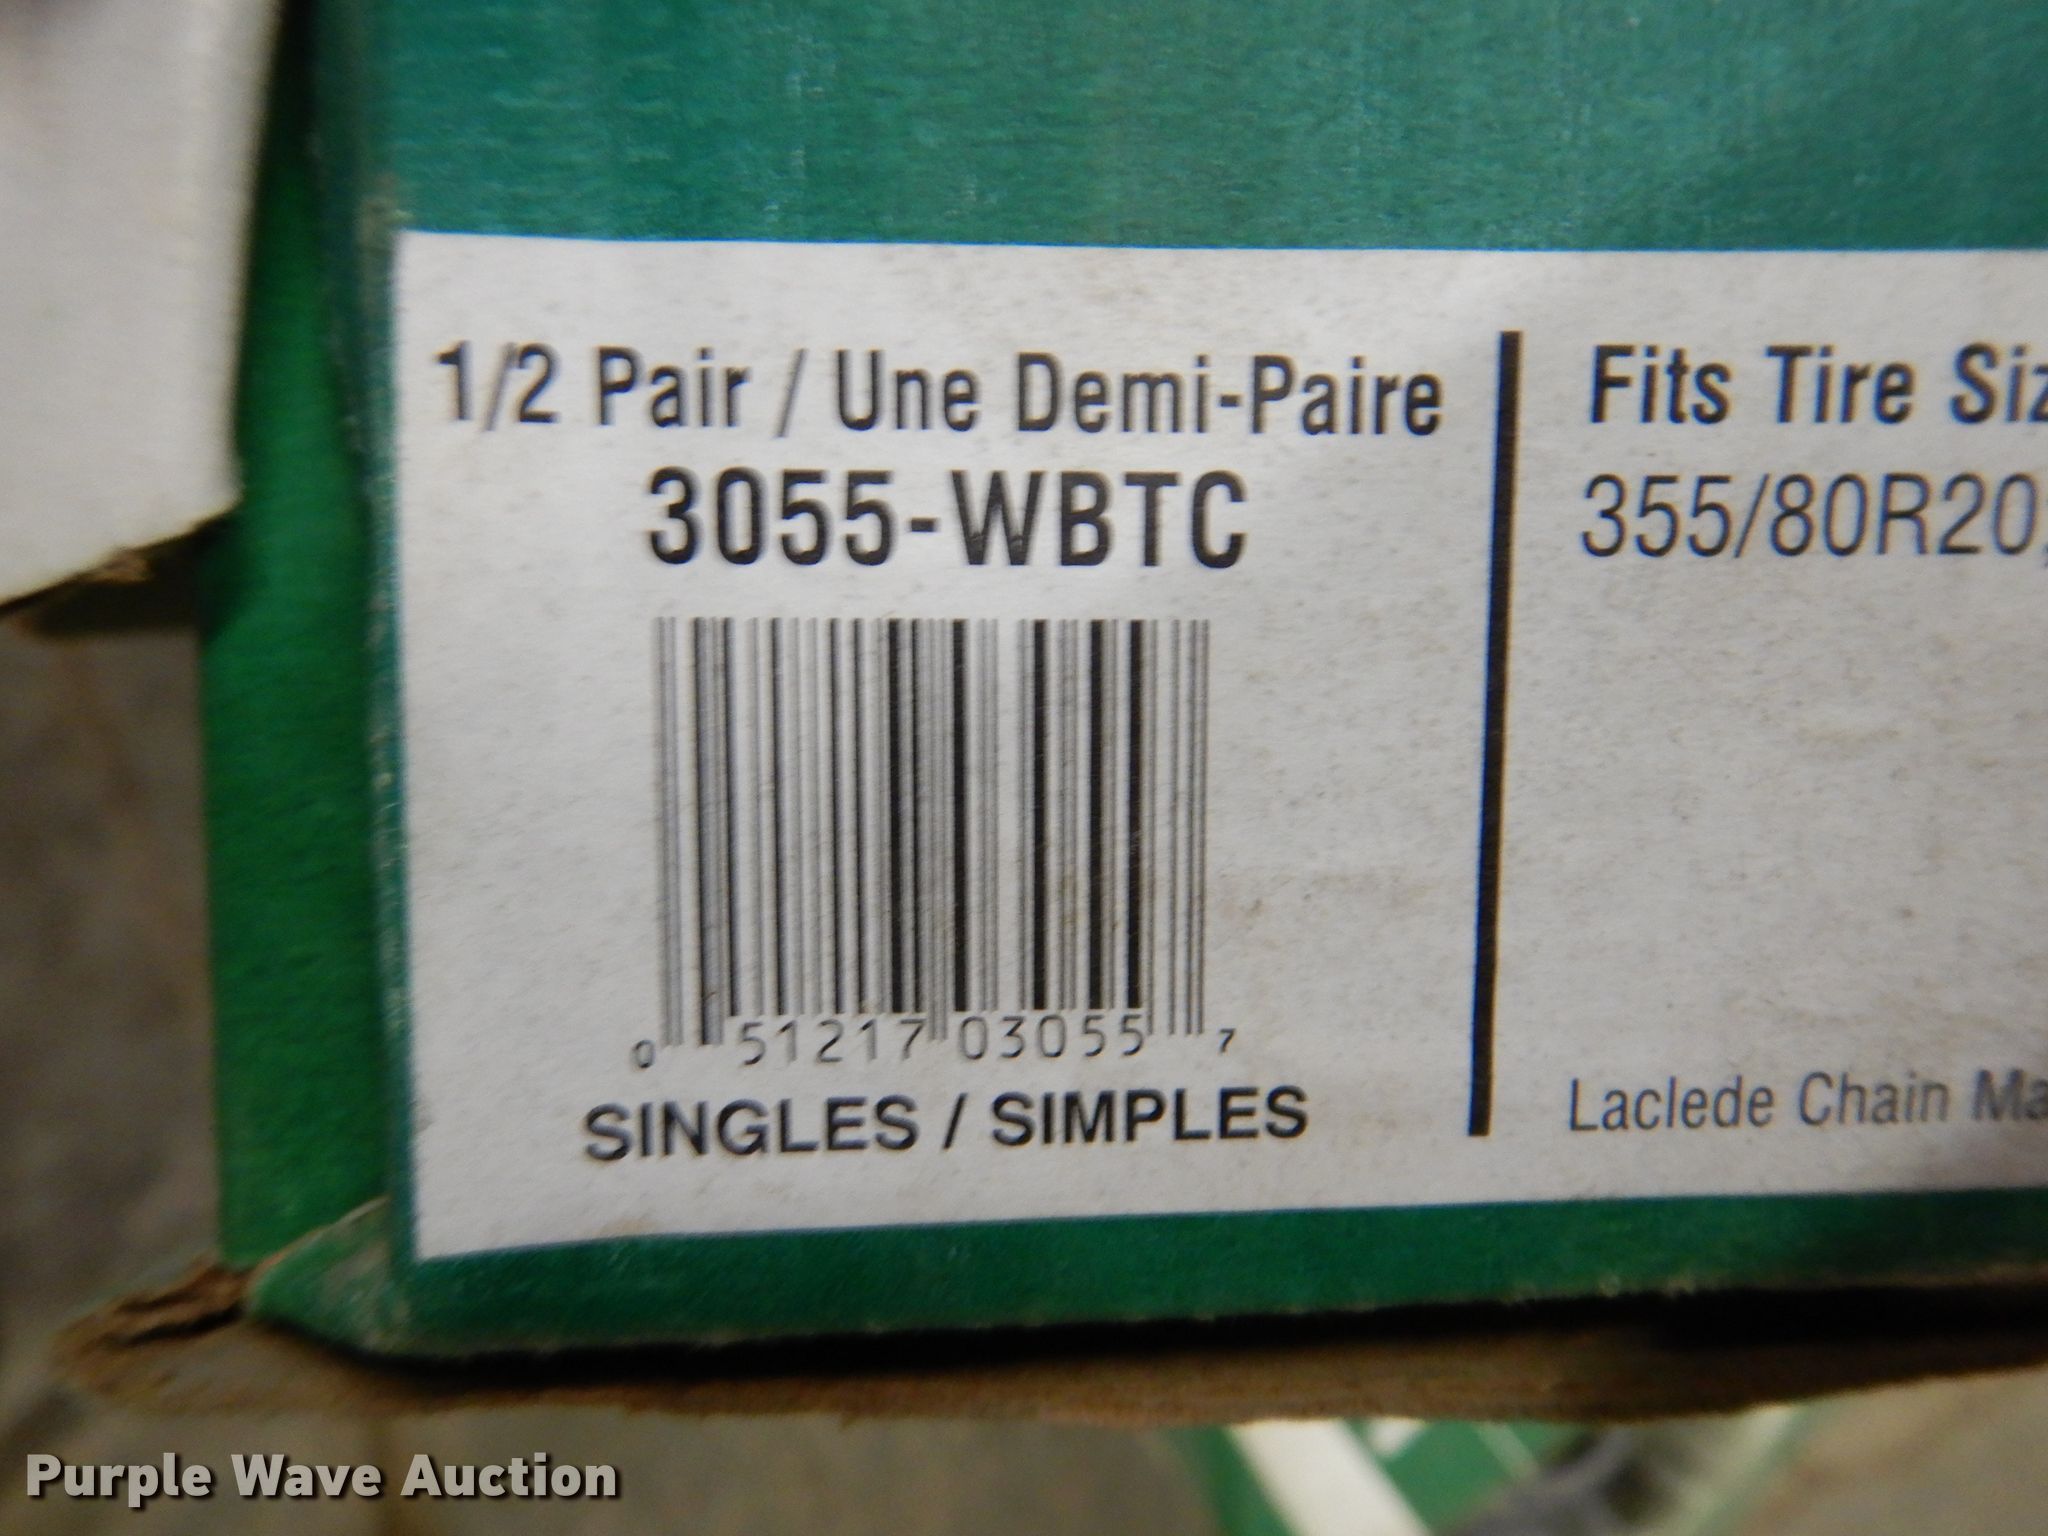 1/2 Pair / Une Demi-Paire
3055-WBTC
0 51217 03055 7
SINGLES / SIMPLES
Fits Tire
355/80R20,
Laclede Chain
Purple Wave Auction